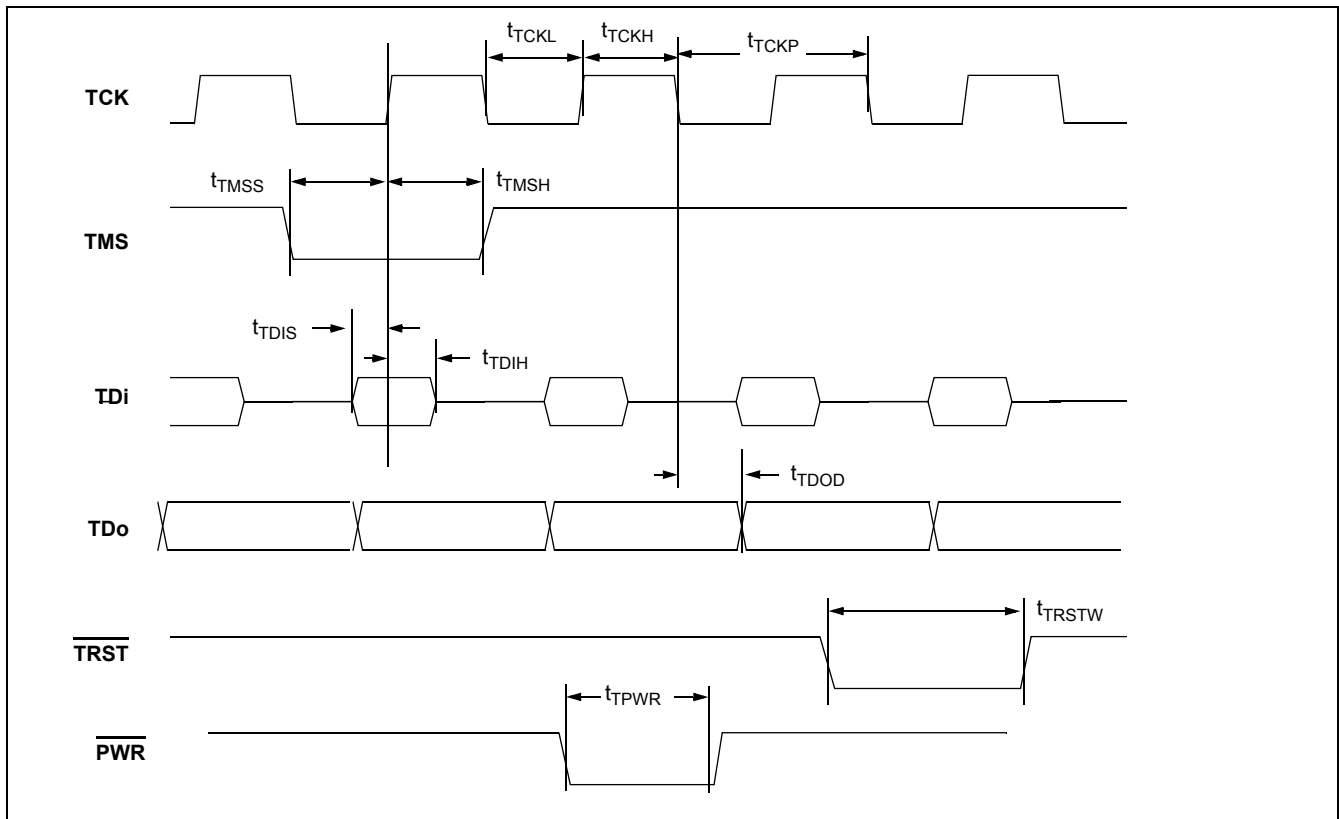 tTCKL tTCKH tTCKP
TCK
tTMSS tTMSH
TMS
tTDIS tTDIH
TDi
tTDOD
TDo
tTRSTW
TRST
tTPWR
PWR